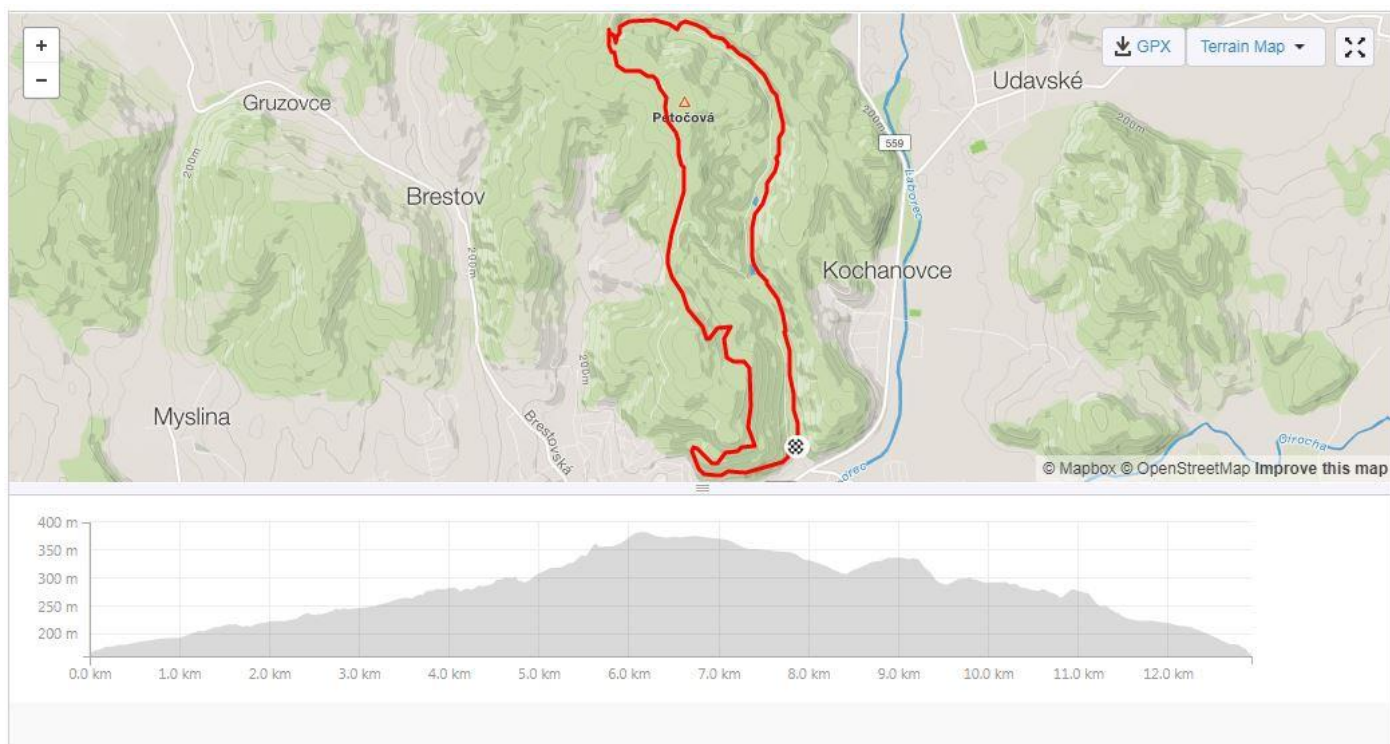 +
−
GPX
Terrain Map
Udavské
Gruzovce
Petočová
200m
200m
559
200m
Laborec
Brestov
200m
Kochanovce
200m
Myslina
Brestovská
Laborec
Cirocha
© Mapbox © OpenStreetMap Improve this map
400 m
350 m
300 m
250 m
200 m
0.0 km 1.0 km 2.0 km 3.0 km 4.0 km 5.0 km 6.0 km 7.0 km 8.0 km 9.0 km 10.0 km 11.0 km 12.0 km